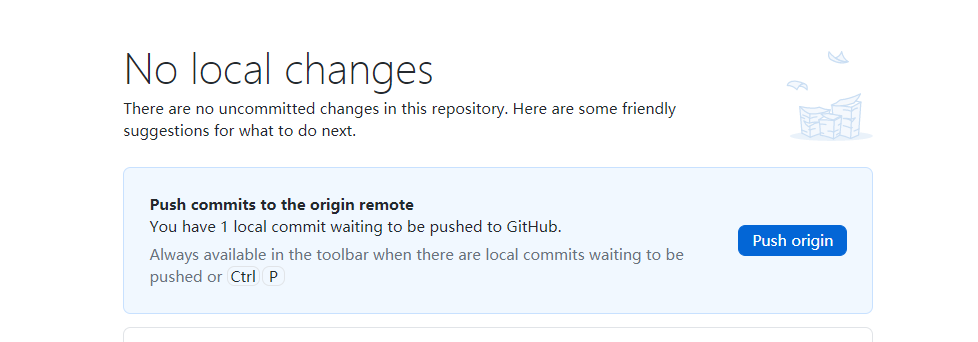 No local changes
There are no uncommitted changes in this repository. Here are some friendly
suggestions for what to do next.
Push commits to the origin remote
You have 1 local commit waiting to be pushed to GitHub.
Always available in the toolbar when there are local commits waiting to be
pushed or Ctrl P
Push origin